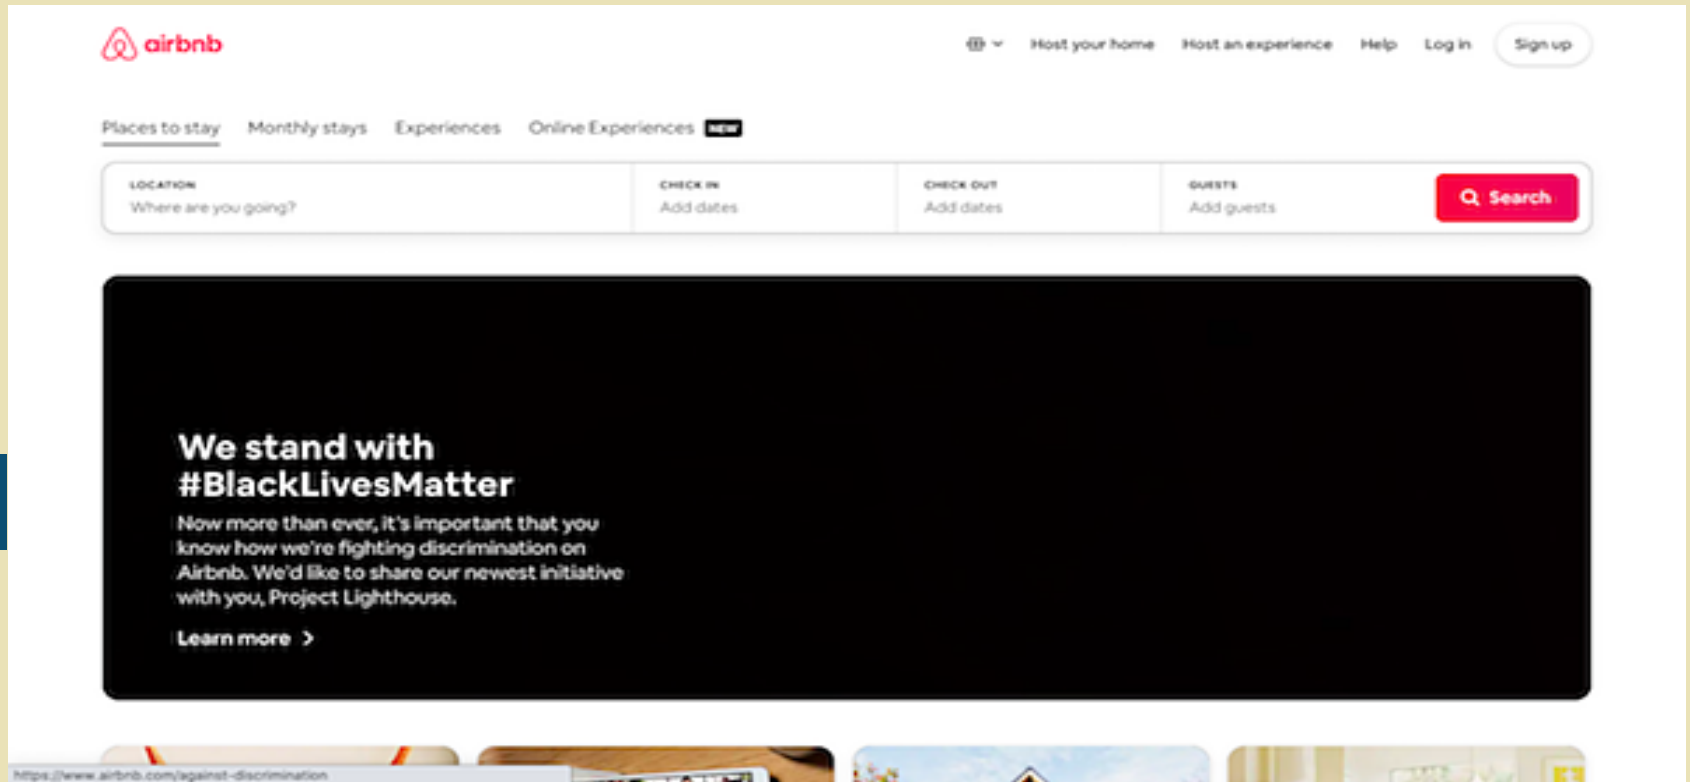 airbnb
Host your home Host an experience Help Log in Sign up
Places to stay Monthly stays Experiences Online Experiences NEW
LOCATION CHECK IN CHECK OUT GUESTS
Where are you going? Add dates Add dates Add guests Search
We stand with
#BlackLivesMatter
Now more than ever, it's important that you
know how we're fighting discrimination on
Airbnb. We'd like to share our newest initiative
with you, Project Lighthouse.
Learn more >
https://www.airbnb.com/against-discrimination